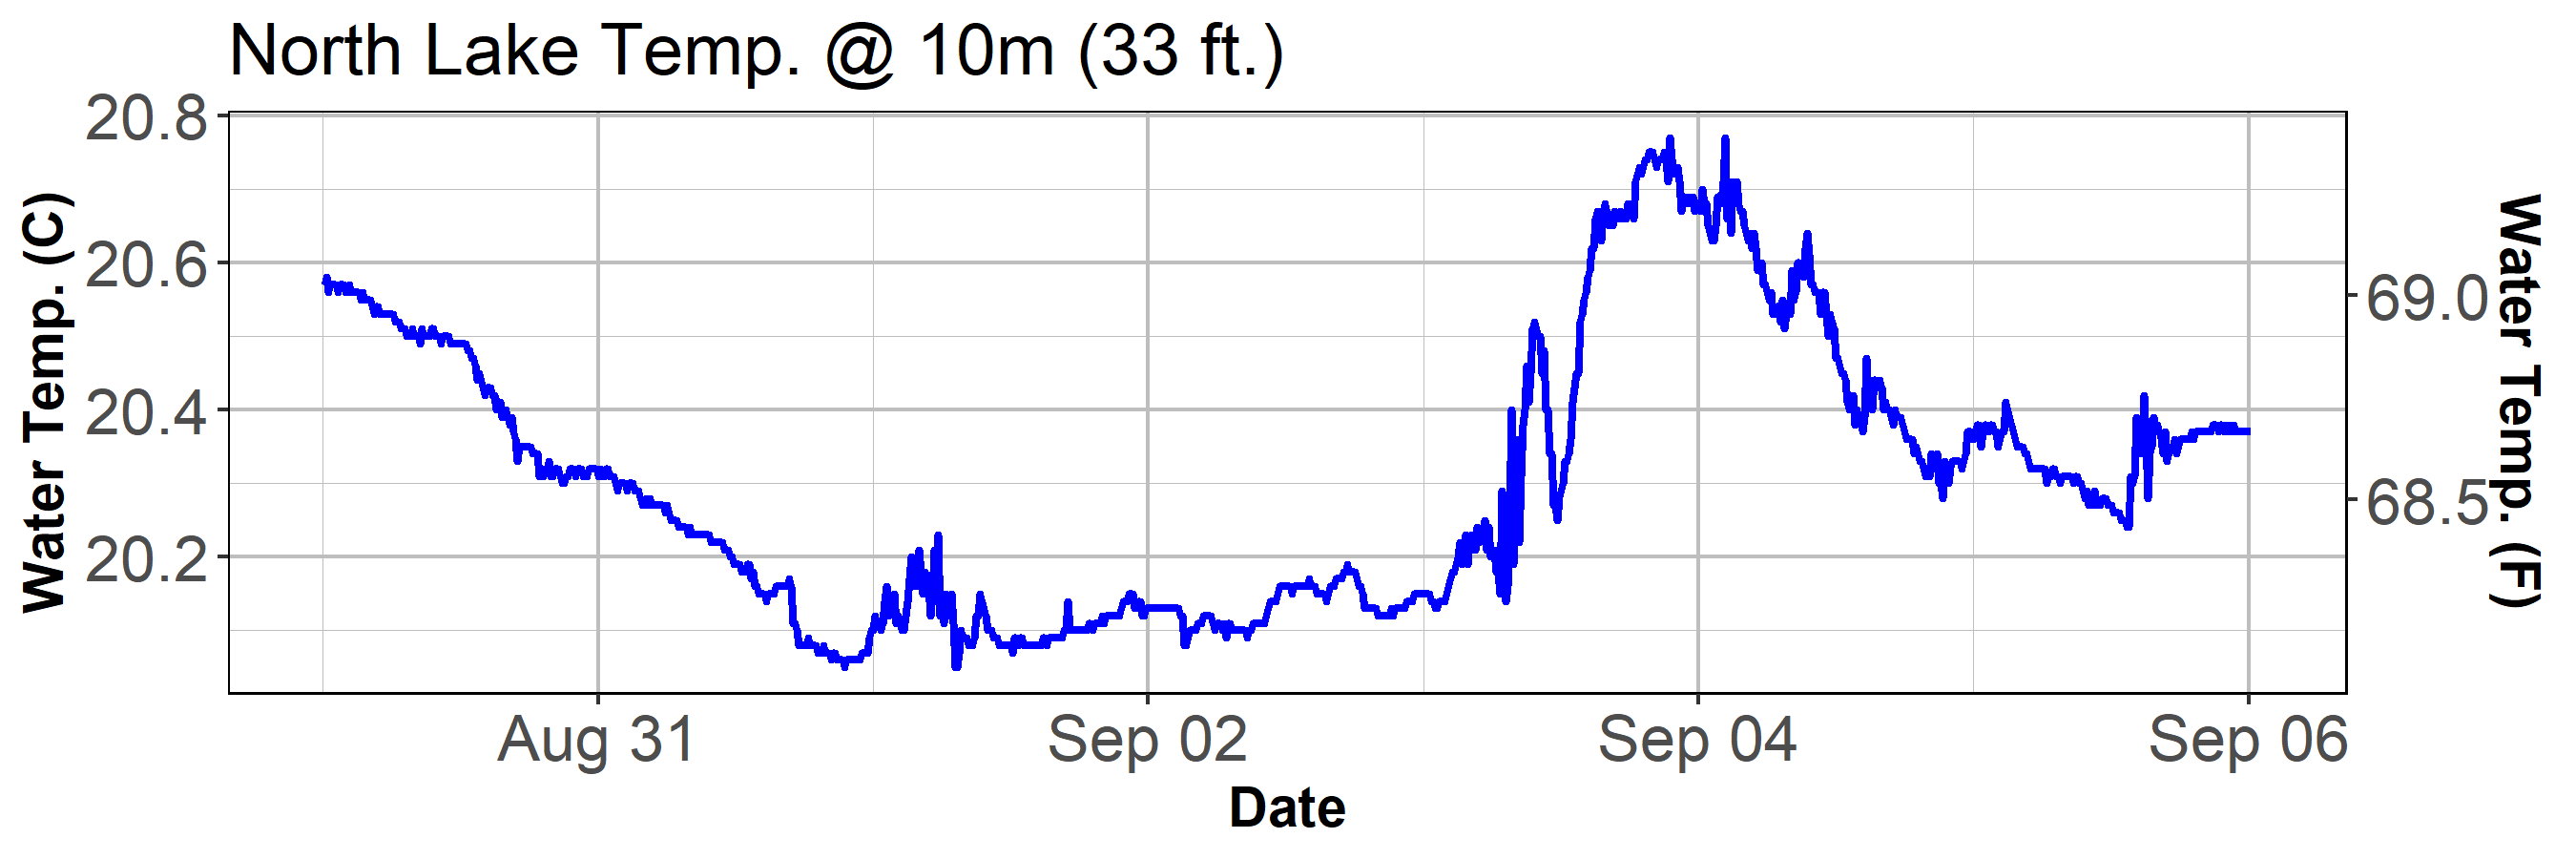 North Lake Temp. @ 10m (33 ft.)
Water Temp. (C)
20.8
20.6
20.4
20.2
69.0
68.5
Water Temp. (F)
Aug 31 Sep 02 Sep 04 Sep 06
Date